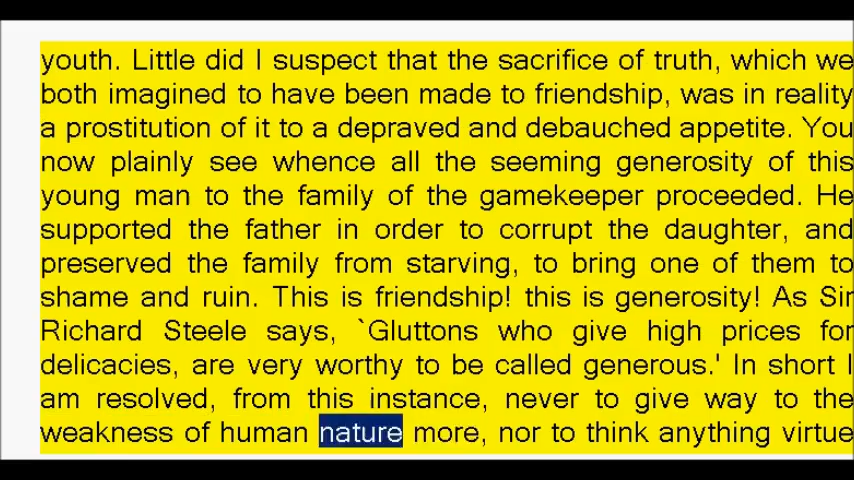 youth. Little did I suspect that the sacrifice of truth, which we
both imagined to have been made to friendship, was in reality
a prostitution of it to a depraved and debauched appetite. You
now plainly see whence all the seeming generosity of this
young man to the family of the gamekeeper proceeded. He
supported the father in order to corrupt the daughter, and
preserved the family from starving, to bring one of them to
shame and ruin. This is friendship! this is generosity! As Sir
Richard Steele says, `Gluttons who give high prices for
delicacies, are very worthy to be called generous.' In short I
am resolved, from this instance, never to give way to the
weakness of human nature more, nor to think anything virtue